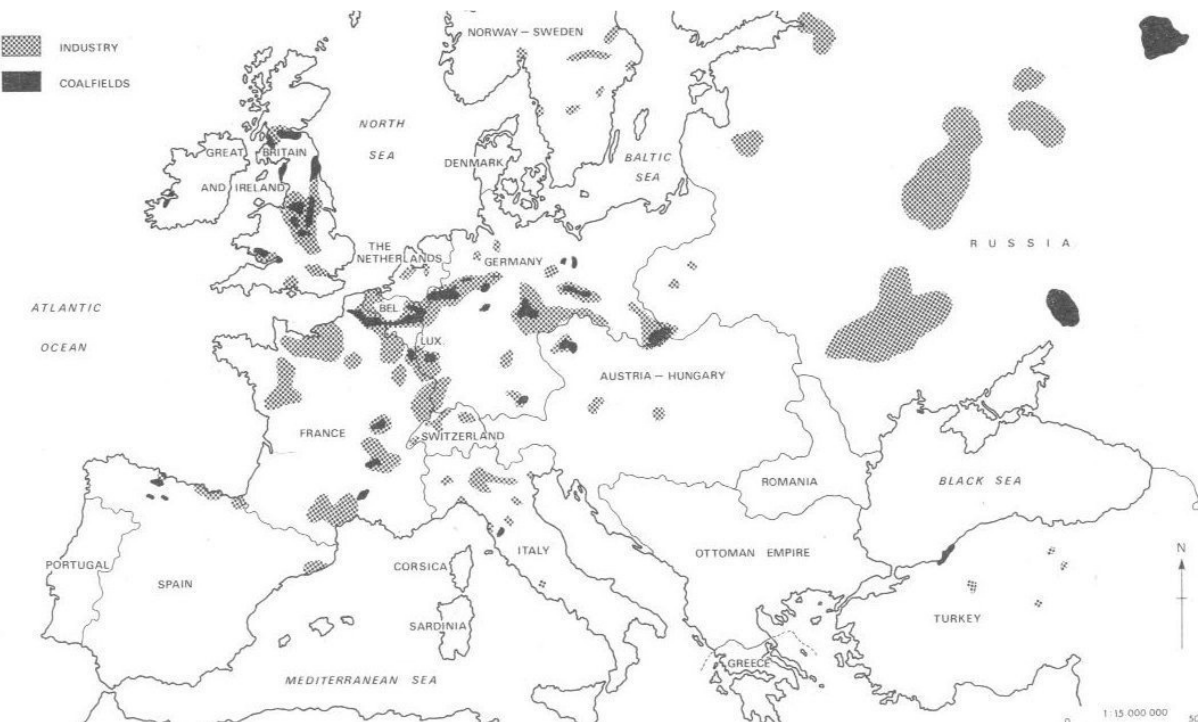 INDUSTRY
COALFIELDS
NORWAY – SWEDEN
NORTH
SEA
GREAT BRITAIN
AND IRELAND
DENMARK
BALTIC
SEA
THE
NETHERLANDS
GERMANY
RUSSIA
ATLANTIC
OCEAN
BEL
LUX.
AUSTRIA – HUNGARY
FRANCE
SWITZERLAND
ROMANIA
BLACK SEA
PORTUGAL
SPAIN
CORSICA
ITALY
OTTOMAN EMPIRE
N
SARDINIA
TURKEY
GREECE
MEDITERRANEAN SEA
1:15 000 000
0